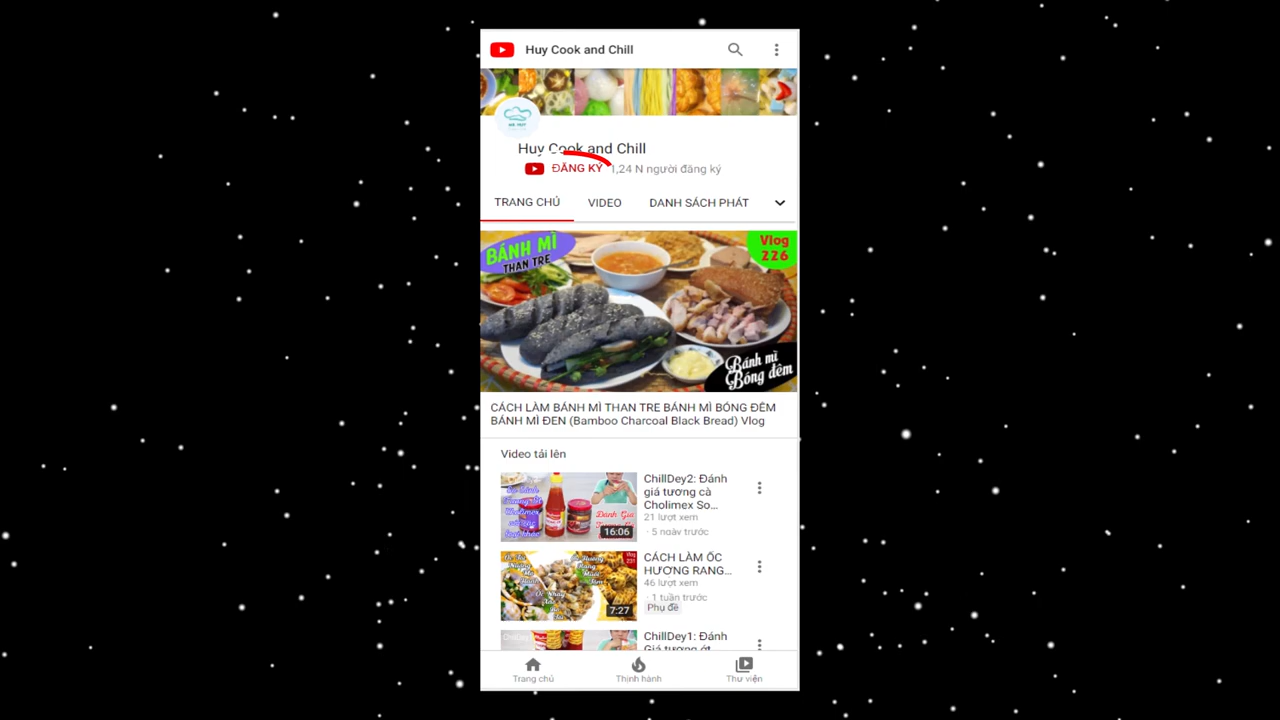 Huy Cook and Chill
Huy Cook and Chill
ĐĂNG KÝ 1,24 N người đăng ký
TRANG CHỦ VIDEO DANH SÁCH PHÁT
BÁNH MÌ
THAN TRE
Vlog
226
Bánh mì
Bóng đêm
CÁCH LÀM BÁNH MÌ THAN TRE BÁNH MÌ BÓNG ĐÊM
BÁNH MÌ ĐEN (Bamboo Charcoal Black Bread) Vlog
Video tải lên
ChillDey2: Đánh
giá tương cà
Cholimex So...
21 lượt xem
· 5 ngày trước
16:06
CÁCH LÀM ỐC
HƯƠNG RANG...
46 lượt xem
· 1 tuần trước
Phụ đề
7:27
ChillDey1: Đánh
Giá tương ớt
Trang chủ Thịnh hành Thư viện